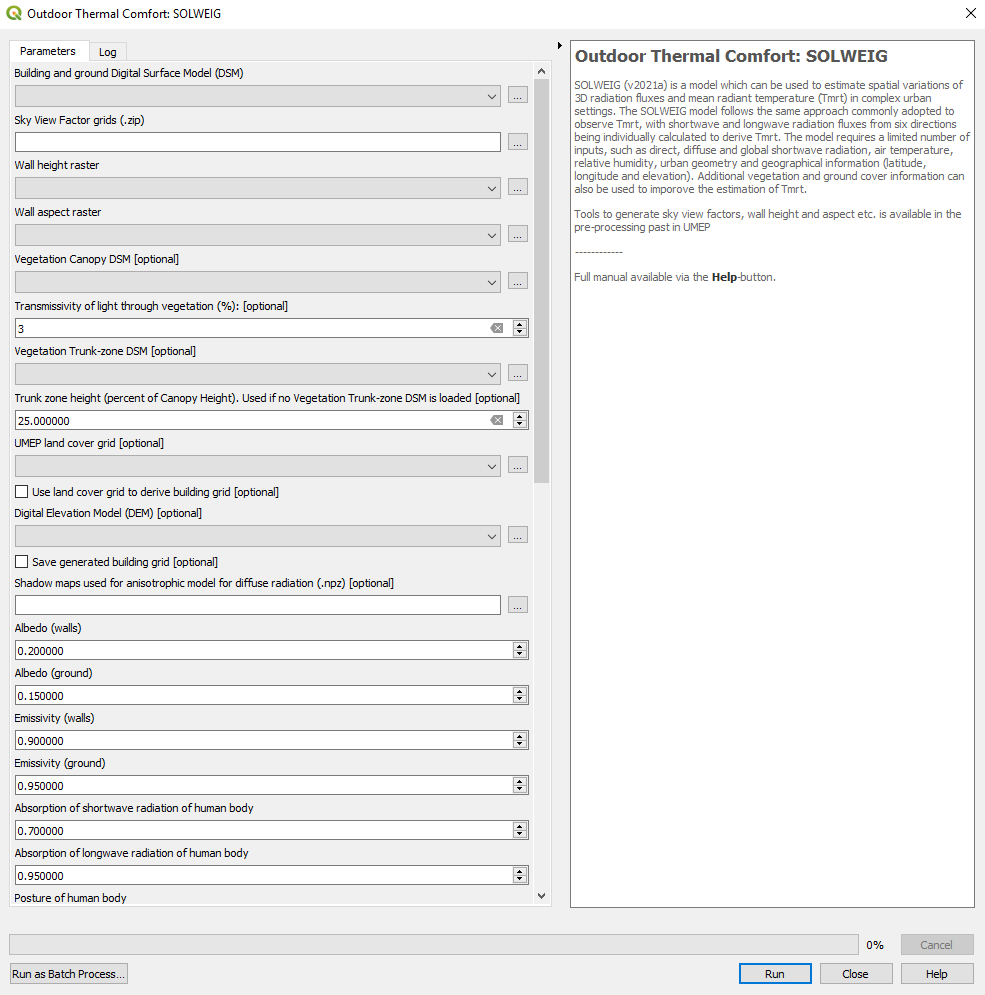 Outdoor Thermal Comfort: SOLWEIG
Parameters
Log
Building and ground Digital Surface Model (DSM)
...
Sky View Factor grids (.zip)
...
Wall height raster
...
Wall aspect raster
...
Vegetation Canopy DSM [optional]
...
Transmissivity of light through vegetation (%): [optional]
3
Vegetation Trunk-zone DSM [optional]
...
Trunk zone height (percent of Canopy Height). Used if no Vegetation Trunk-zone DSM is loaded [optional]
25.000000
UMEP land cover grid [optional]
...
Use land cover grid to derive building grid [optional]
Digital Elevation Model (DEM) [optional]
...
Save generated building grid [optional]
Shadow maps used for anisotrophic model for diffuse radiation (.npz) [optional]
...
Albedo (walls)
0.200000
Albedo (ground)
0.150000
Emissivity (walls)
0.900000
Emissivity (ground)
0.950000
Absorption of shortwave radiation of human body
0.700000
Absorption of longwave radiation of human body
0.950000
Posture of human body
Outdoor Thermal Comfort: SOLWEIG
SOLWEIG (v2021a) is a model which can be used to estimate spatial variations of
3D radiation fluxes and mean radiant temperature (Tmrt) in complex urban
settings. The SOLWEIG model follows the same approach commonly adopted to
observe Tmrt, with shortwave and longwave radiation fluxes from six directions
being individually calculated to derive Tmrt. The model requires a limited number of
inputs, such as direct, diffuse and global shortwave radiation, air temperature,
relative humidity, urban geometry and geographical information (latitude,
longitude and elevation). Additional vegetation and ground cover information can
also be used to imporove the estimation of Tmrt.
Tools to generate sky view factors, wall height and aspect etc. is available in the
pre-processing past in UMEP
------------
Full manual available via the Help-button.
0%
Cancel
Run as Batch Process...
Run
Close
Help